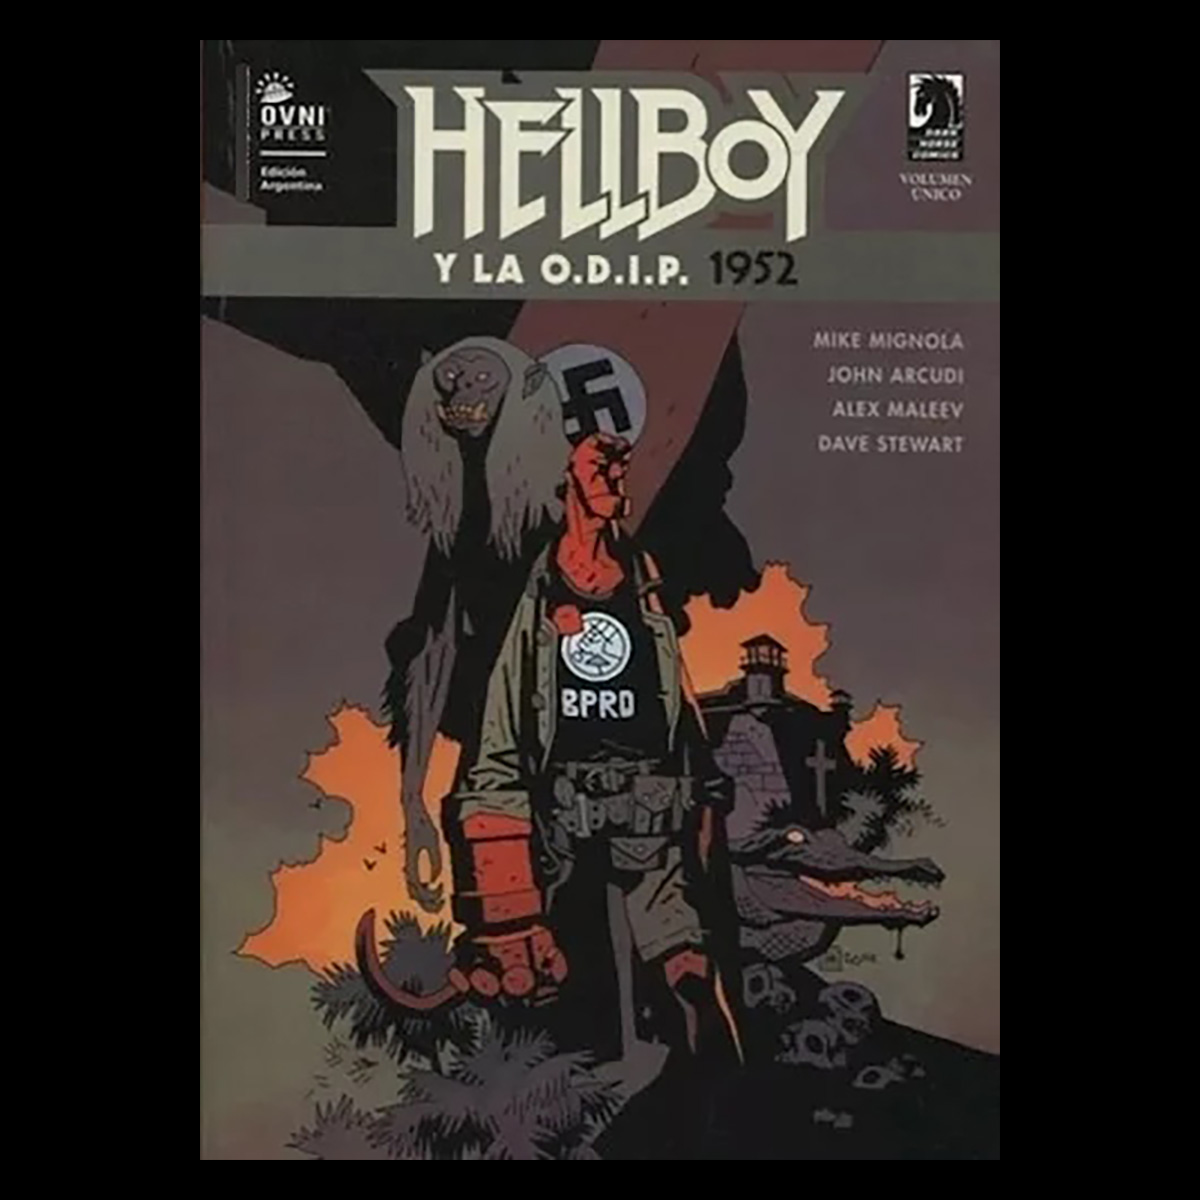 OVNI
PRESS
Edición
Argentina
HELLBOY
DARK
HORSE
COMICS
VOLUMEN
UNICO
Y LA O.D.I.P. 1952
MIKE MIGNOLA
JOHN ARCUDI
ALEX MALEEV
DAVE STEWART
BPRD